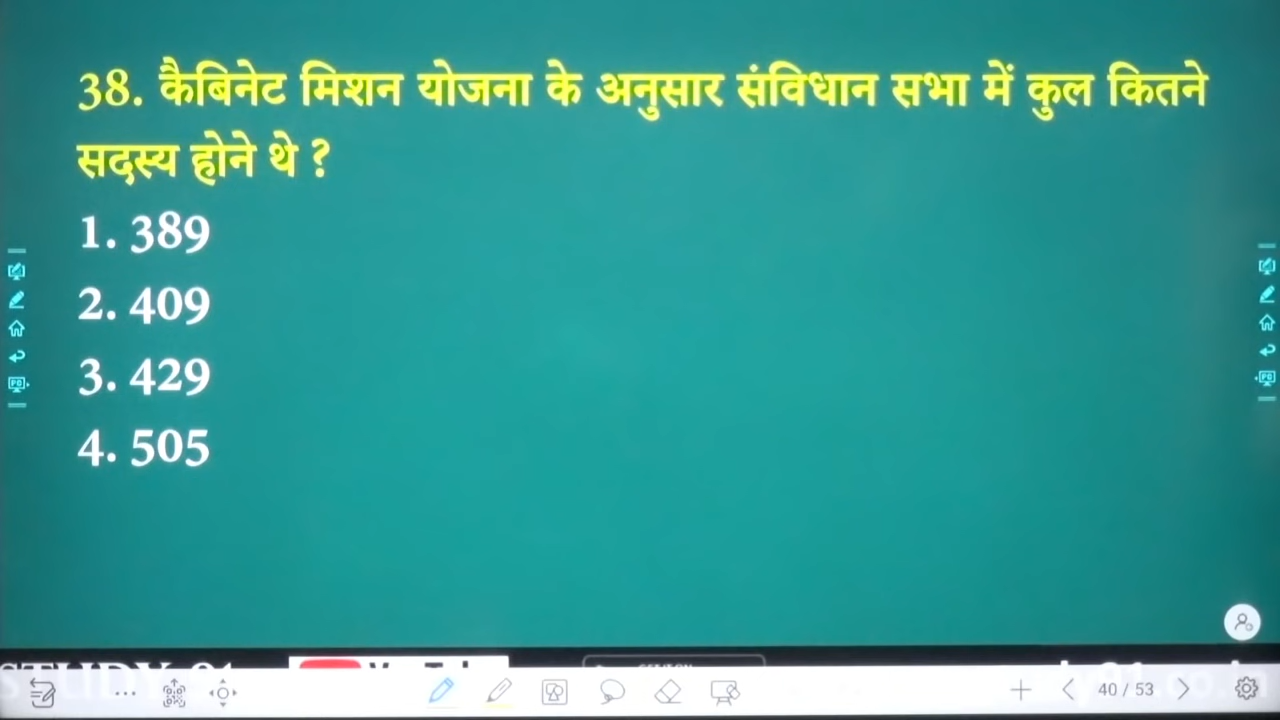 38. कैबिनेट मिशन योजना के अनुसार संविधान सभा में कुल कितने
सदस्य होने थे ?
1. 389
2. 409
3. 429
4. 505
40 / 53